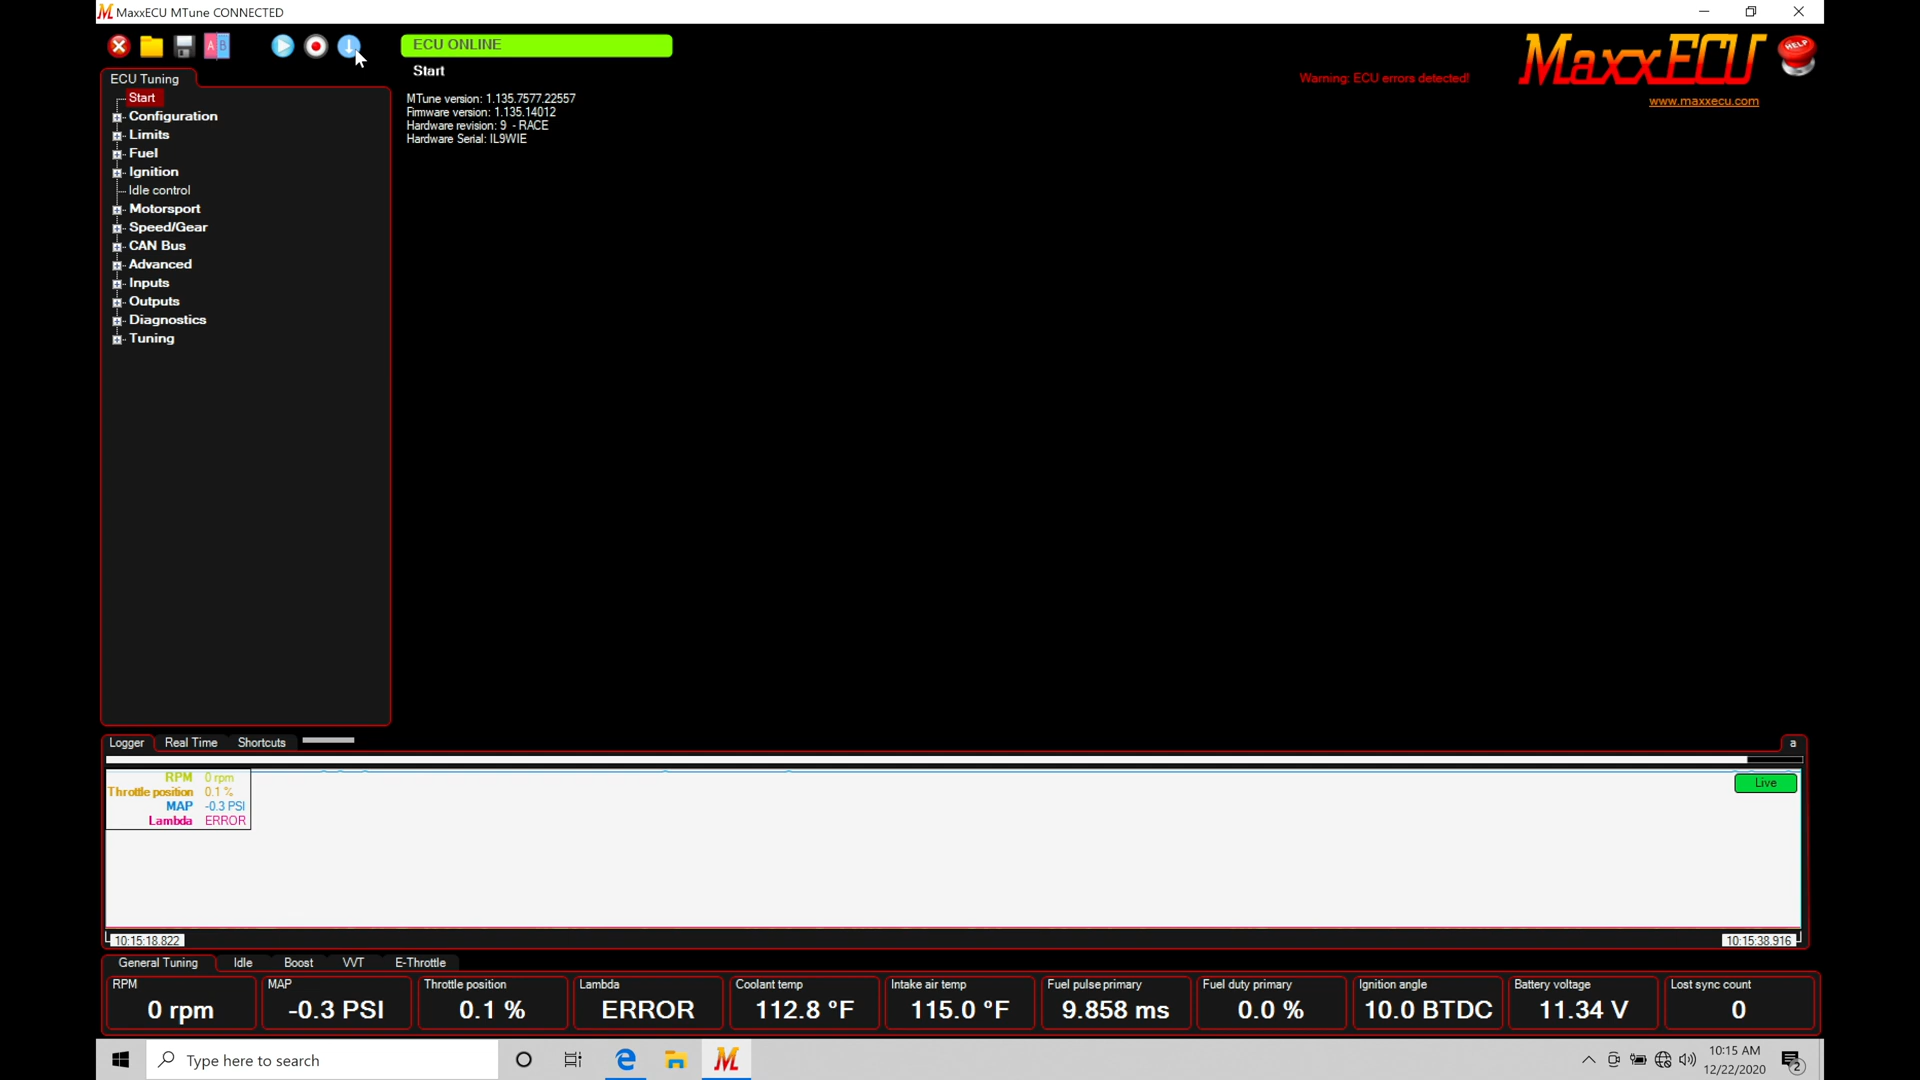 MaxxECU MTune CONNECTED
A B
ECU ONLINE
Start
Warning: ECU errors detected!
MaxxECU
HELP
www.maxxecu.com
MTune version: 1.135.7577.22557
Firmware version: 1.135.14012
Hardware revision: 9 - RACE
Hardware Serial: IL9WIE
ECU Tuning
Start
Configuration
Limits
Fuel
Ignition
Idle control
Motorsport
Speed/Gear
CAN Bus
Advanced
Inputs
Outputs
Diagnostics
Tuning
Logger Real Time Shortcuts a
RPM 0 rpm
Throttle position 0.1 %
MAP -0.3 PSI
Lambda ERROR
Live
10:15:18.822 10:15:38.916
General Tuning Idle Boost VVT E-Throttle
RPM MAP Throttle position Lambda Coolant temp Intake air temp Fuel pulse primary Fuel duty primary Ignition angle Battery voltage Lost sync count
0 rpm -0.3 PSI 0.1 % ERROR 112.8 °F 115.0 °F 9.858 ms 0.0 % 10.0 BTDC 11.34 V 0
Type here to search
10:15 AM
12/22/2020
2